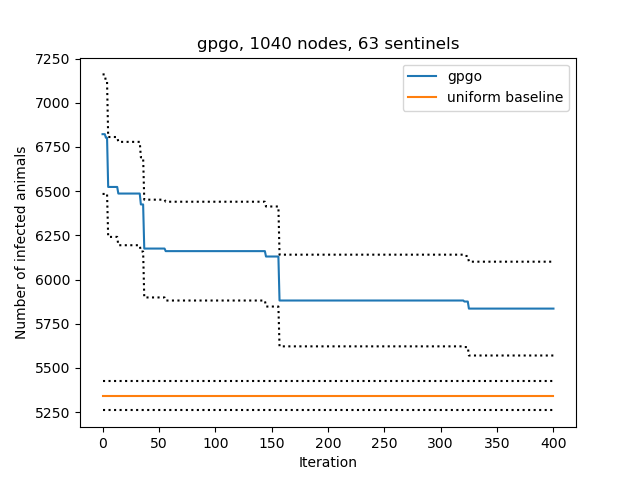 gpgo, 1040 nodes, 63 sentinels
gpgo
uniform baseline
Number of infected animals
7250
7000
6750
6500
6250
6000
5750
5500
5250
0 50 100 150 200 250 300 350 400
Iteration